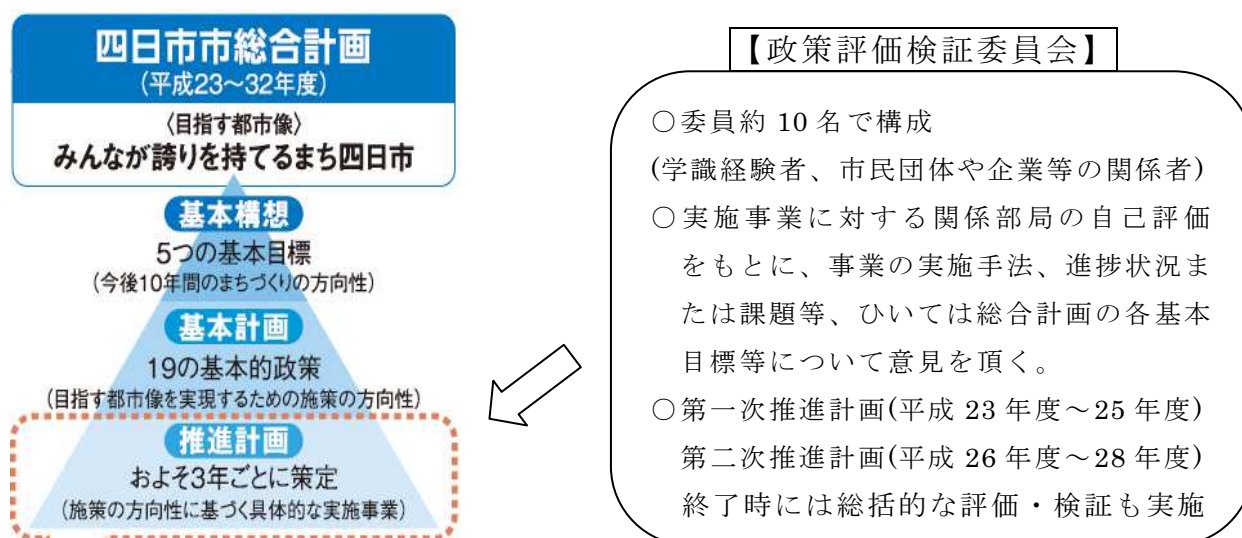 四日市市総合計画
(平成23～32年度)
〈目指す都市像〉
みんなが誇りを持てるまち四日市
基本構想
5つの基本目標
(今後10年間のまちづくりの方向性)
基本計画
19の基本的政策
(目指す都市像を実現するための施策の方向性)
推進計画
およそ3年ごとに策定
(施策の方向性に基づく具体的な実施事業)
【政策評価検証委員会】
○委員約 10 名で構成
(学識経験者、市民団体や企業等の関係者)
○実施事業に対する関係部局の自己評価
をもとに、事業の実施手法、進捗状況ま
たは課題等、ひいては総合計画の各基本
目標等について意見を頂く。
○第一次推進計画(平成 23 年度～25 年度)
第二次推進計画(平成 26 年度～28 年度)
終了時には総括的な評価・検証も実施